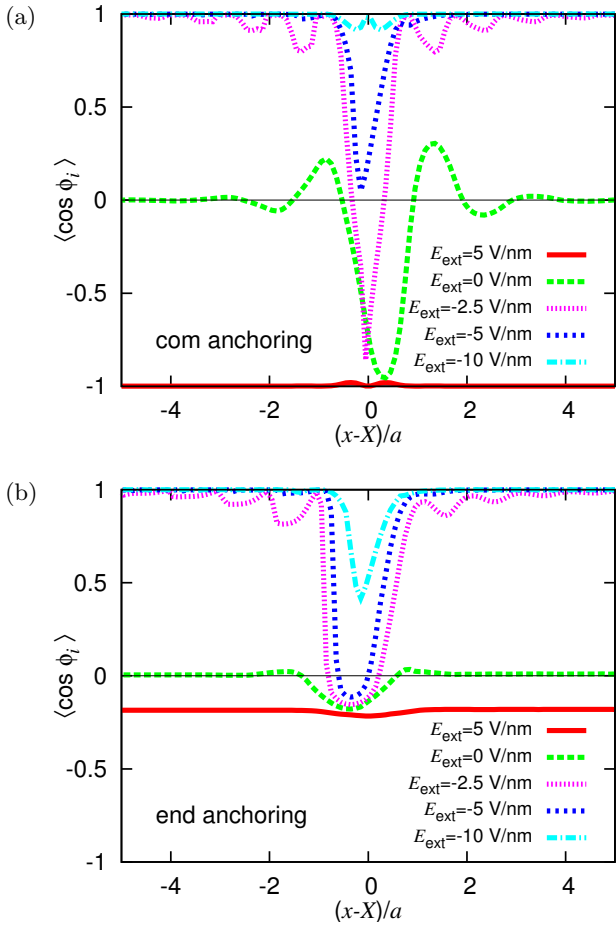 (a)
1
0.5
0
-0.5
-1
⟨cos ϕi⟩
Eext=5 V/nm
Eext=0 V/nm
Eext=-2.5 V/nm
Eext=-5 V/nm
Eext=-10 V/nm
com anchoring
-4 -2 0 2 4
(x-X)/a
(b)
1
0.5
0
-0.5
-1
⟨cos ϕi⟩
Eext=5 V/nm
Eext=0 V/nm
Eext=-2.5 V/nm
Eext=-5 V/nm
Eext=-10 V/nm
end anchoring
-4 -2 0 2 4
(x-X)/a